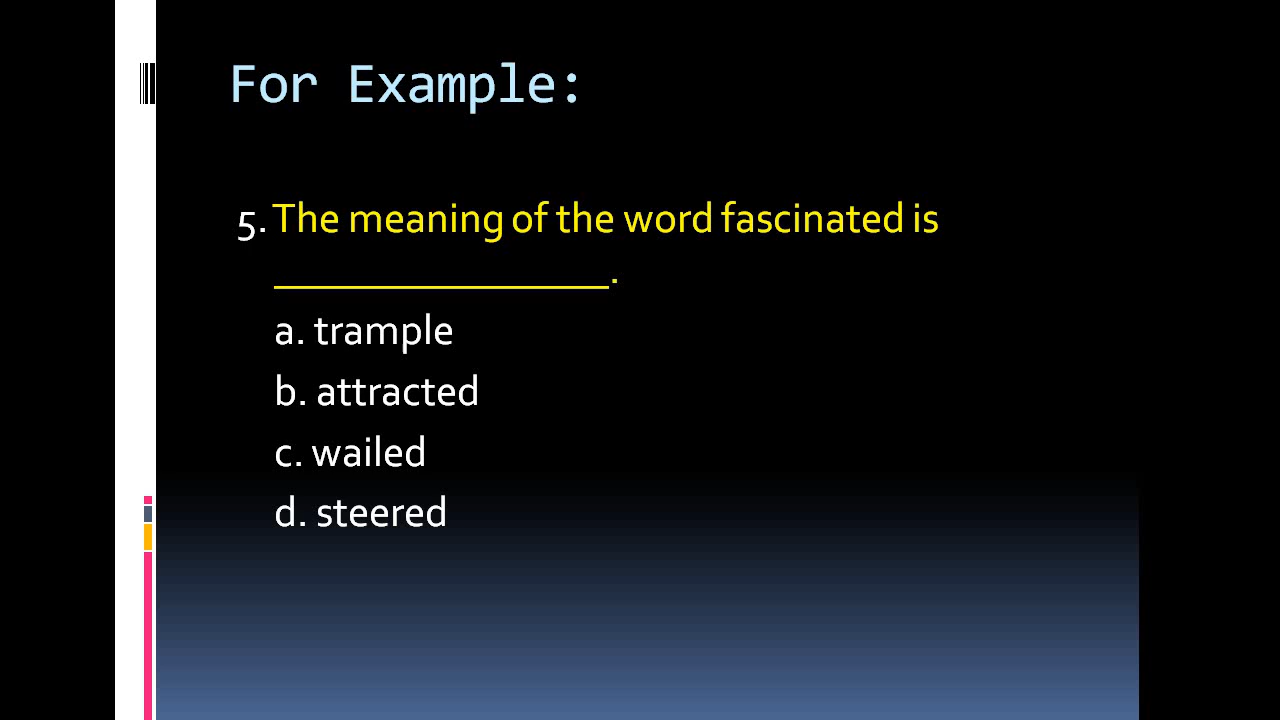 For Example:
5. The meaning of the word fascinated is
________________.
a. trample
b. attracted
c. wailed
d. steered